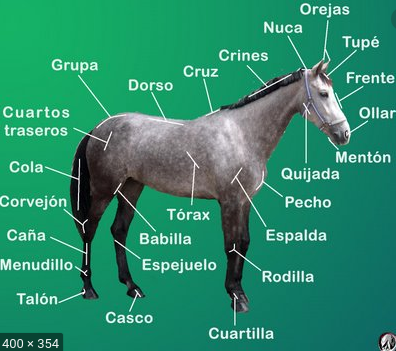 Orejas
Nuca
Tupé
Crines
Frente
Grupa
Cruz
Dorso
Ollar
Cuartos
traseros
Mentón
Cola
Quijada
Corvejón
Pecho
Tórax
Caña
Babilla
Espalda
Menudillo
Espejuelo
Rodilla
Talón
Casco
Cuartilla
400 × 354